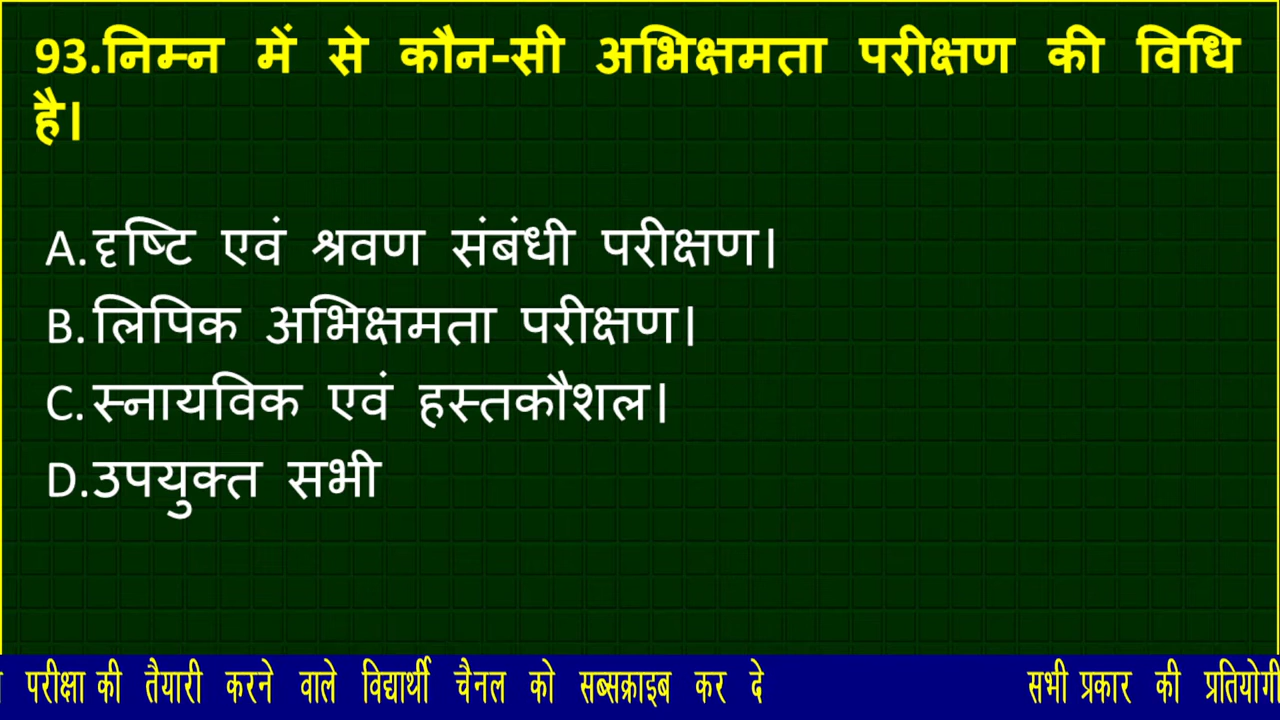 93.निम्न में से कौन-सी अभिक्षमता परीक्षण की विधि
है।
A.दृष्टि एवं श्रवण संबंधी परीक्षण।
B.लिपिक अभिक्षमता परीक्षण।
C.स्नायविक एवं हस्तकौशल।
D.उपयुक्त सभी
परीक्षा की तैयारी करने वाले विद्यार्थी चैनल को सब्सक्राइब कर दे सभी प्रकार की प्रतियोगी